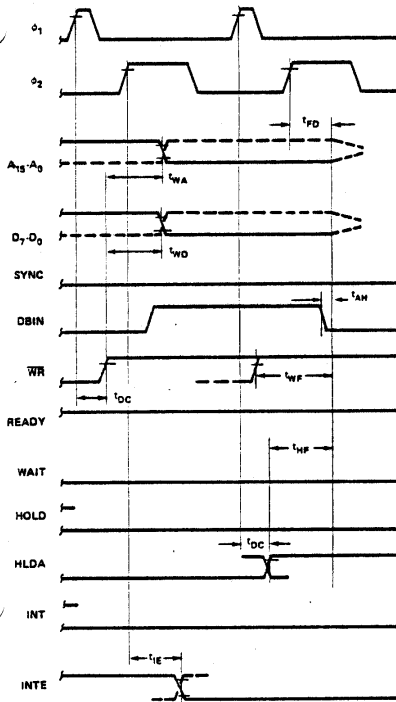 ϕ1
ϕ2
tFD
A15-A0
tWA
D7-D0
tWD
SYNC
tAH
DBIN
WR
tDC
tWF
READY
tHF
WAIT
HOLD
tDC
HLDA
INT
tIE
INTE